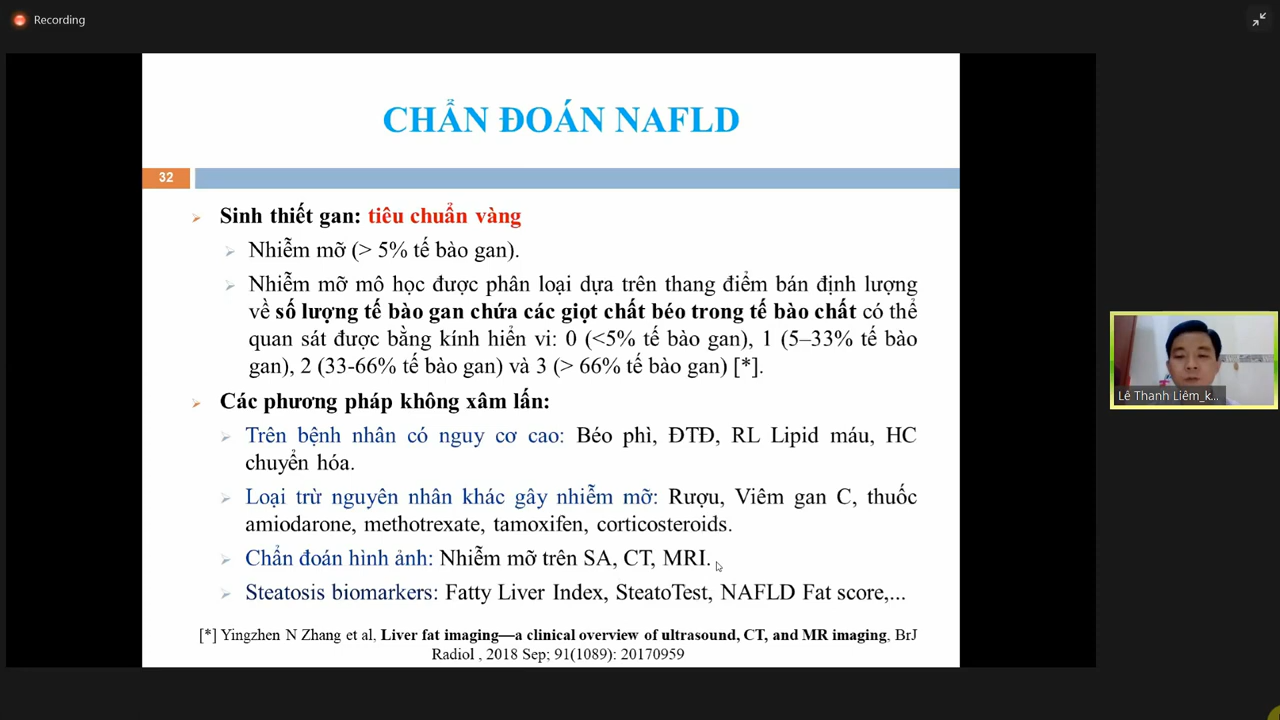 Recording
CHẨN ĐOÁN NAFLD
32
Sinh thiết gan: tiêu chuẩn vàng
Nhiễm mỡ (> 5% tế bào gan).
Nhiễm mỡ mô học được phân loại dựa trên thang điểm bán định lượng
về số lượng tế bào gan chứa các giọt chất béo trong tế bào chất có thể
quan sát được bằng kính hiển vi: 0 (<5% tế bào gan), 1 (5–33% tế bào
gan), 2 (33-66% tế bào gan) và 3 (> 66% tế bào gan) [*].
Các phương pháp không xâm lấn:
Trên bệnh nhân có nguy cơ cao: Béo phì, ĐTĐ, RL Lipid máu, HC
chuyển hóa.
Loại trừ nguyên nhân khác gây nhiễm mỡ: Rượu, Viêm gan C, thuốc
amiodarone, methotrexate, tamoxifen, corticosteroids.
Chẩn đoán hình ảnh: Nhiễm mỡ trên SA, CT, MRI.
Steatosis biomarkers: Fatty Liver Index, SteatoTest, NAFLD Fat score,...
[*] Yingzhen N Zhang et al, Liver fat imaging—a clinical overview of ultrasound, CT, and MR imaging, BrJ
Radiol , 2018 Sep; 91(1089): 20170959
Lê Thanh Liêm_k...